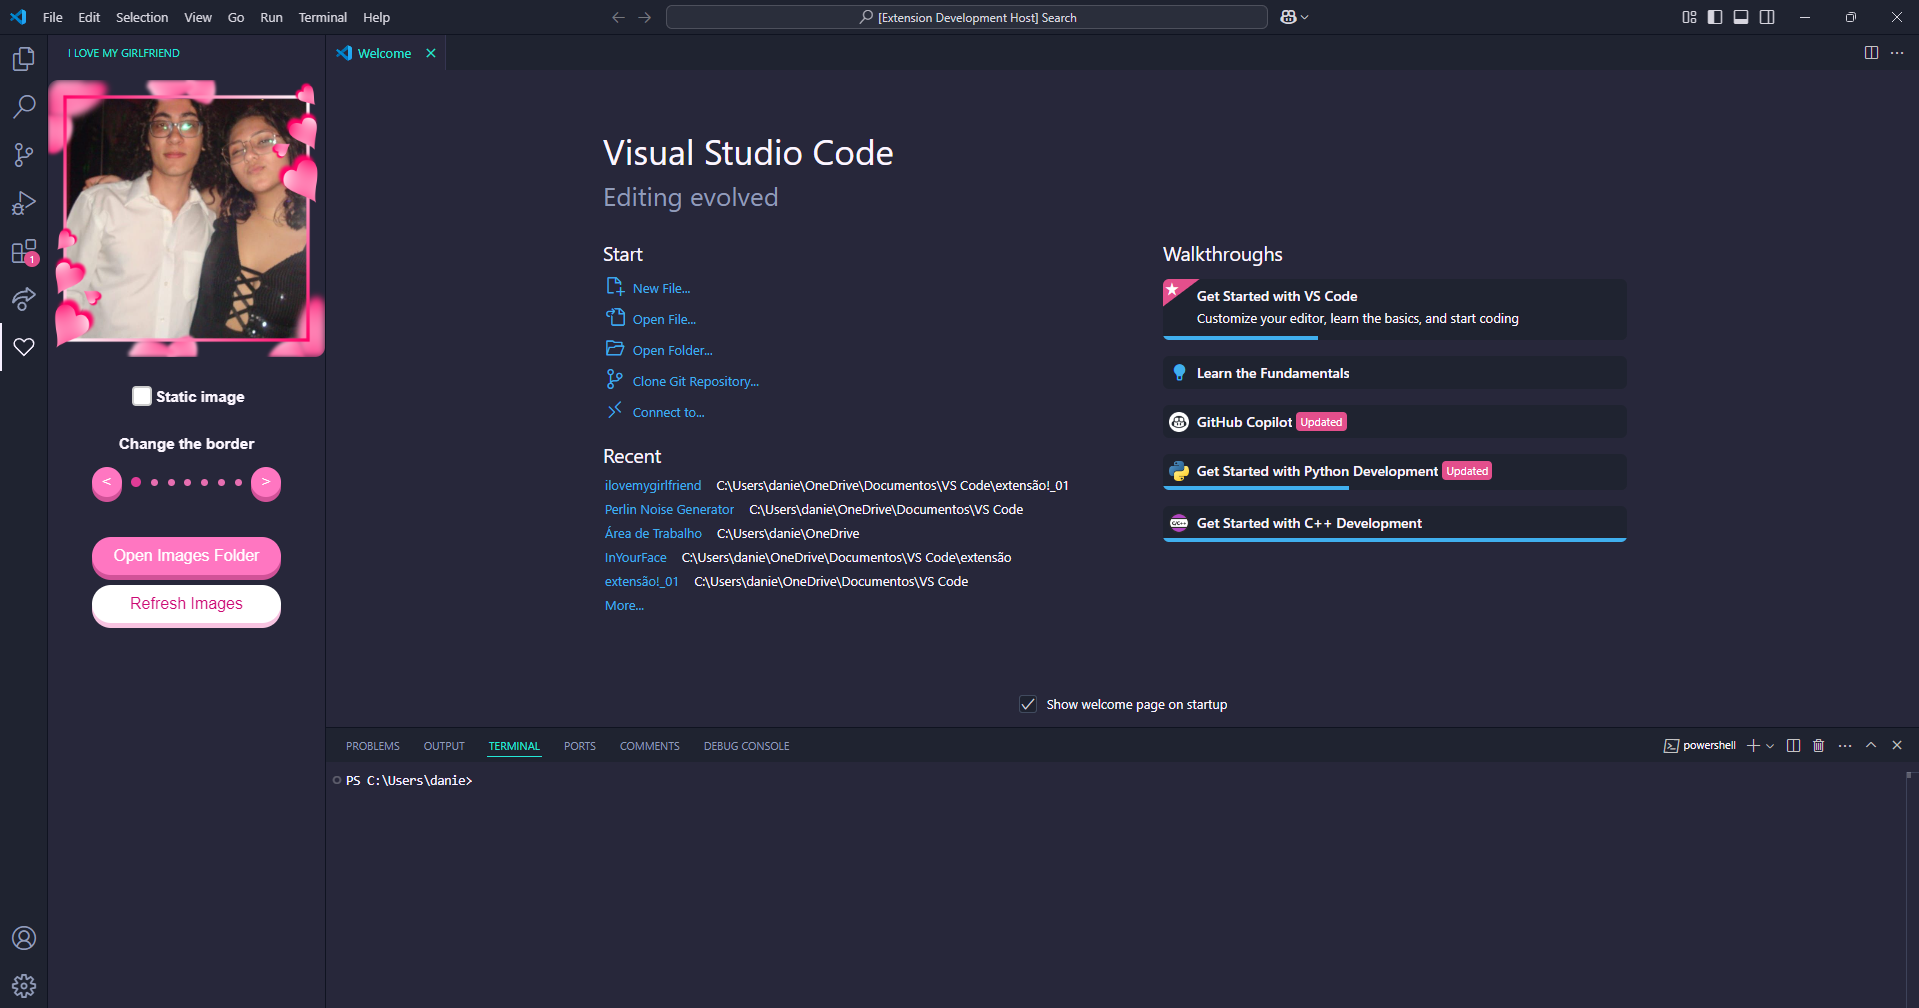 File Edit Selection View Go Run Terminal Help
[Extension Development Host] Search
I LOVE MY GIRLFRIEND
Welcome
1
Static image
Change the border
< >
Open Images Folder
Refresh Images
Visual Studio Code
Editing evolved
Start
New File...
Open File...
Open Folder...
Clone Git Repository...
Connect to...
Recent
ilovemygirlfriend C:\Users\danie\OneDrive\Documentos\VS Code\extensão!_01
Perlin Noise Generator C:\Users\danie\OneDrive\Documentos\VS Code
Área de Trabalho C:\Users\danie\OneDrive
InYourFace C:\Users\danie\OneDrive\Documentos\VS Code\extensão
extensão!_01 C:\Users\danie\OneDrive\Documentos\VS Code
More...
Walkthroughs
Get Started with VS Code
Customize your editor, learn the basics, and start coding
Learn the Fundamentals
GitHub Copilot Updated
Get Started with Python Development Updated
C/C++ Get Started with C++ Development
Show welcome page on startup
PROBLEMS OUTPUT TERMINAL PORTS COMMENTS DEBUG CONSOLE
powershell
PS C:\Users\danie>